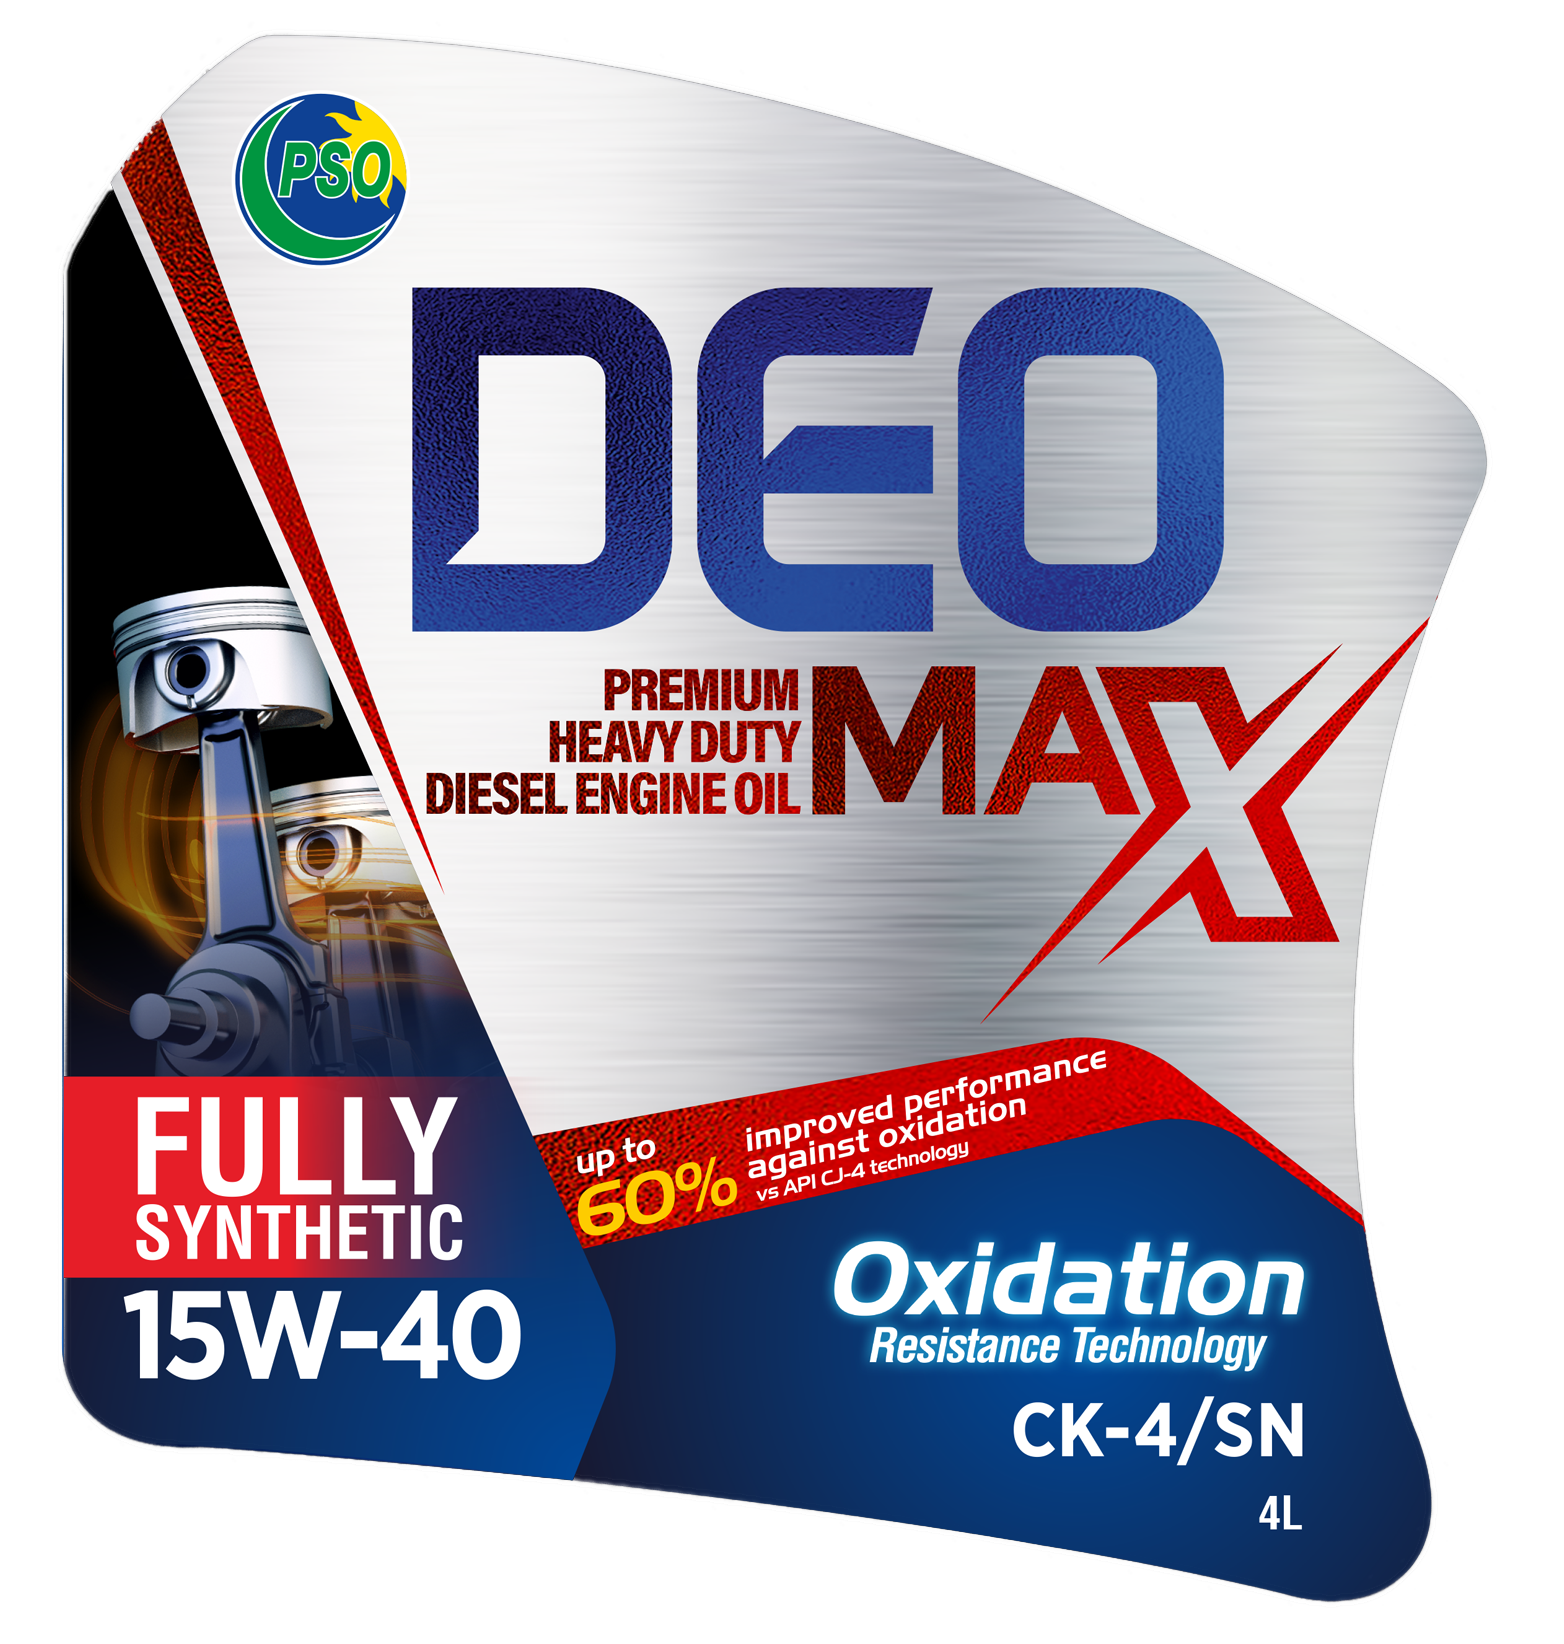 PSO
DEO
PREMIUM
HEAVY DUTY
DIESEL ENGINE OIL
MAX
up to
60%
improved performance
against oxidation
vs API CJ-4 technology
FULLY
SYNTHETIC
15W-40
Oxidation
Resistance Technology
CK-4/SN
4L